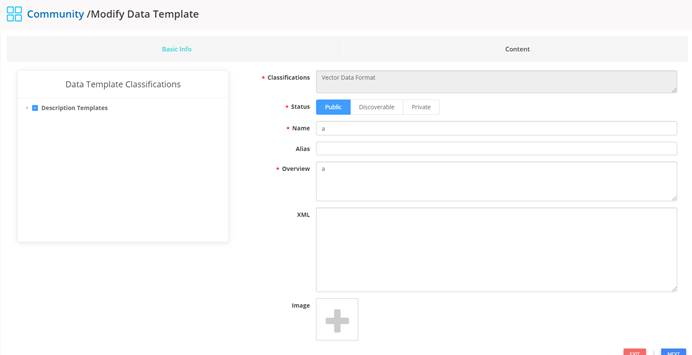 Community /Modify Data Template
Basic Info
Content
Data Template Classifications
Description Templates
* Classifications
Vector Data Format
* Status
Public
Discoverable
Private
* Name
a
Alias
* Overview
a
XML
Image
EXIT
NEXT